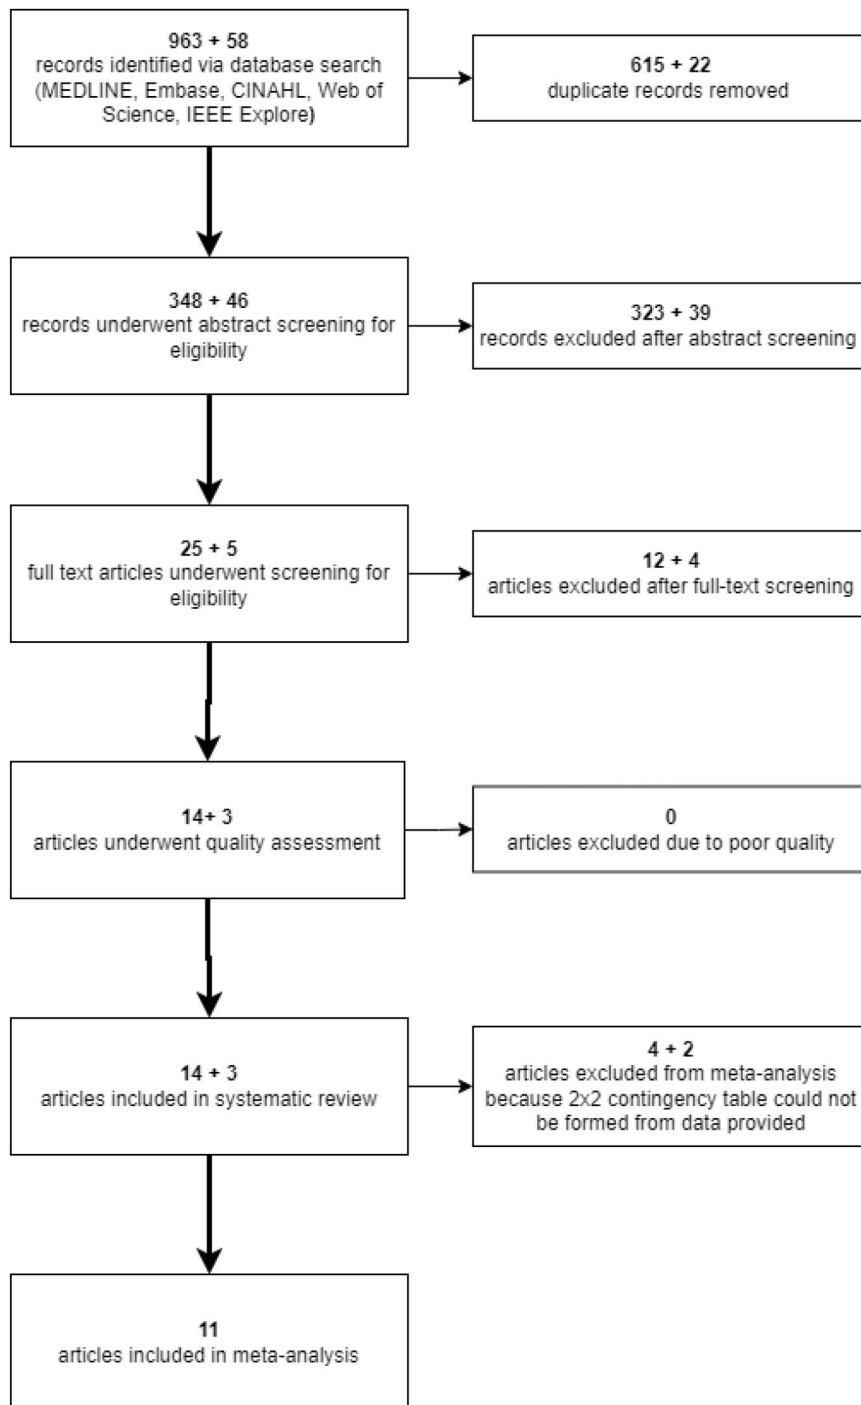 963 + 58
records identified via database search
(MEDLINE, Embase, CINAHL, Web of
Science, IEEE Explore)
615 + 22
duplicate records removed
348 + 46
records underwent abstract screening for
eligibility
323 + 39
records excluded after abstract screening
25 + 5
full text articles underwent screening for
eligibility
12 + 4
articles excluded after full-text screening
14+ 3
articles underwent quality assessment
0
articles excluded due to poor quality
14 + 3
articles included in systematic review
4 + 2
articles excluded from meta-analysis
because 2x2 contingency table could not
be formed from data provided
11
articles included in meta-analysis